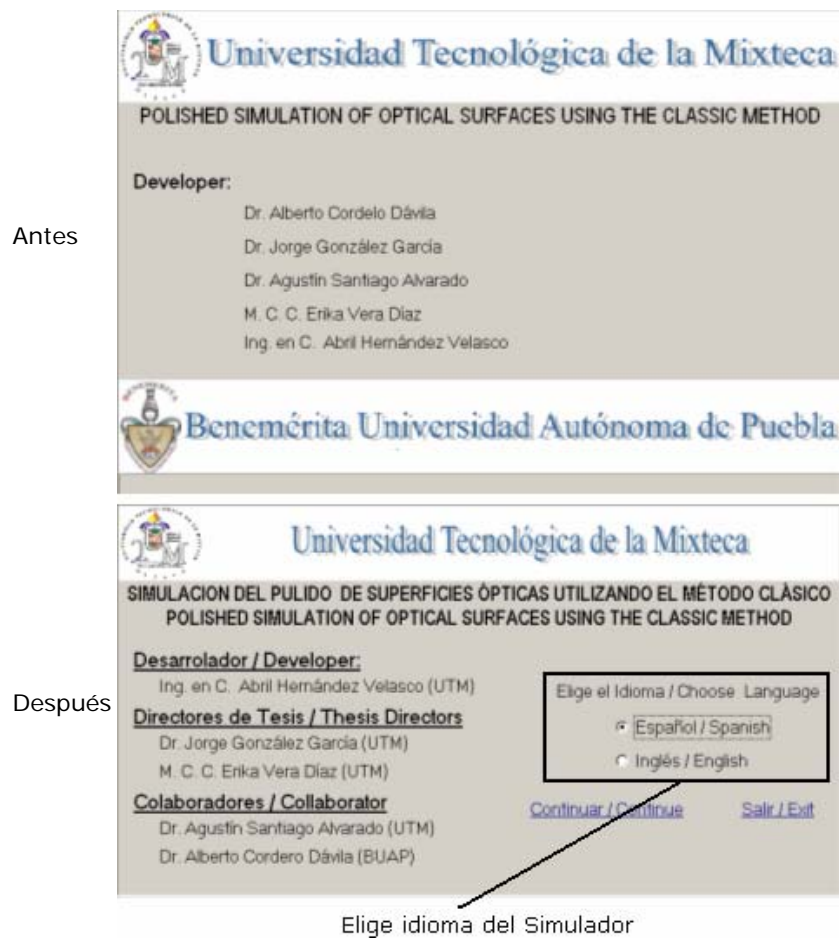 Universidad Tecnológica de la Mixteca
POLISHED SIMULATION OF OPTICAL SURFACES USING THE CLASSIC METHOD
Developer:
Dr. Alberto Cordelo Dávila
Dr. Jorge González García
Antes
Dr. Agustín Santiago Alvarado
M. C. C. Erika Vera Díaz
Ing. en C. Abril Hernández Velasco
Benemérita Universidad Autónoma de Puebla
Universidad Tecnológica de la Mixteca
SIMULACION DEL PULIDO DE SUPERFICIES ÓPTICAS UTILIZANDO EL MÉTODO CLÀSICO
POLISHED SIMULATION OF OPTICAL SURFACES USING THE CLASSIC METHOD
Desarrolador / Developer:
Ing. en C. Abril Hernández Velasco (UTM)
Después
Directores de Tesis / Thesis Directors
Dr. Jorge González García (UTM)
M. C. C. Erika Vera Díaz (UTM)
Colaboradores / Collaborator
Dr. Agustín Santiago Alvarado (UTM)
Dr. Alberto Cordero Dávila (BUAP)
Elige el Idioma / Choose Language
Español / Spanish
Inglés / English
Continuar / Continue
Salir / Exit
Elige idioma del Simulador